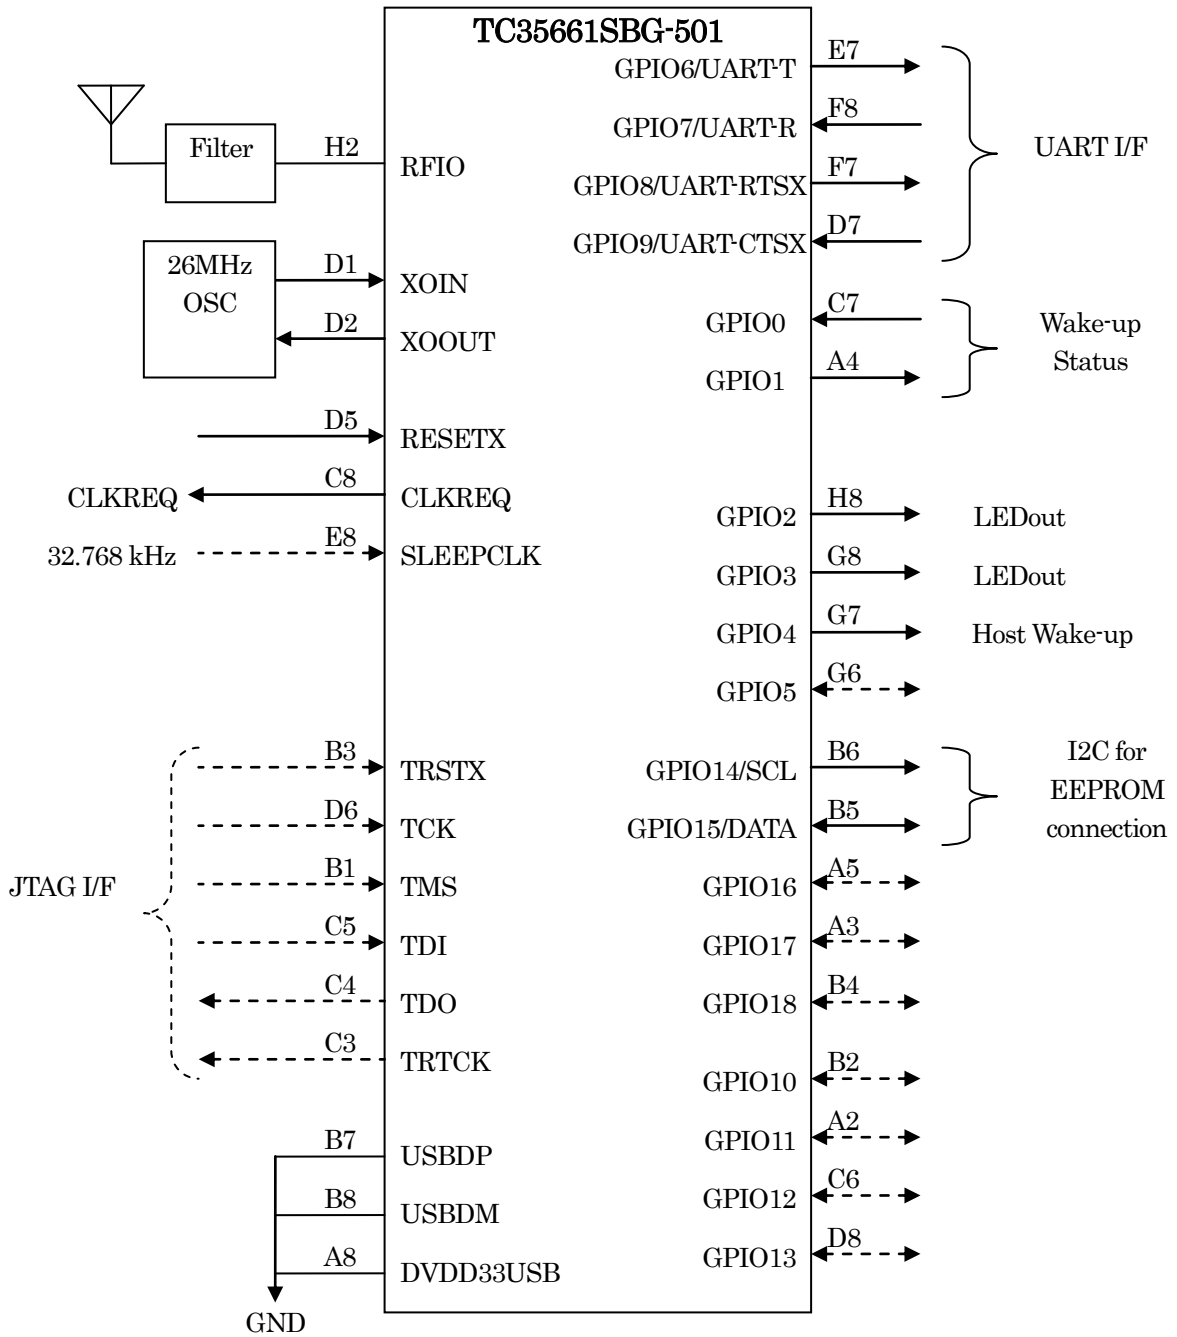 TC35661SBG-501
Filter
H2
RFIO
26MHz
OSC
D1
XOIN
D2
XOOUT
D5
RESETX
CLKREQ
C8
CLKREQ
32.768 kHz
E8
SLEEPCLK
JTAG I/F
B3
TRSTX
D6
TCK
B1
TMS
C5
TDI
C4
TDO
C3
TRTCK
B7
USBDP
B8
USBDM
A8
DVDD33USB
GND
GPIO6/UART-T
E7
GPIO7/UART-R
F8
GPIO8/UART-RTSX
F7
GPIO9/UART-CTSX
D7
UART I/F
GPIO0
C7
GPIO1
A4
Wake-up
Status
GPIO2
H8
LEDout
GPIO3
G8
LEDout
GPIO4
G7
Host Wake-up
GPIO5
G6
GPIO14/SCL
B6
GPIO15/DATA
B5
I2C for
EEPROM
connection
GPIO16
A5
GPIO17
A3
GPIO18
B4
GPIO10
B2
GPIO11
A2
GPIO12
C6
GPIO13
D8